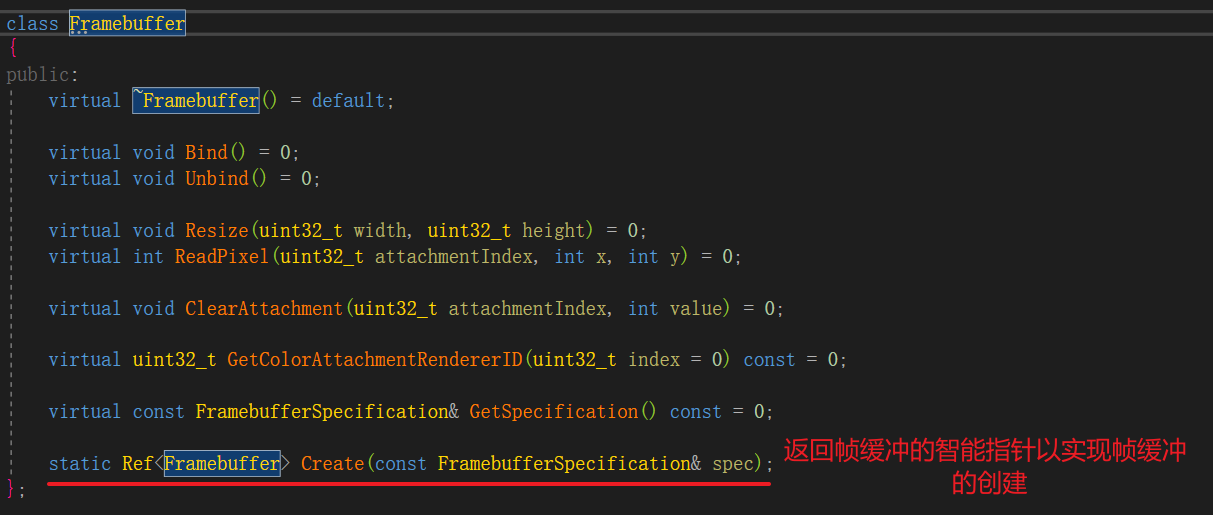 class Framebuffer
{
public:
virtual ~Framebuffer() = default;
virtual void Bind() = 0;
virtual void Unbind() = 0;
virtual void Resize(uint32_t width, uint32_t height) = 0;
virtual int ReadPixel(uint32_t attachmentIndex, int x, int y) = 0;
virtual void ClearAttachment(uint32_t attachmentIndex, int value) = 0;
virtual uint32_t GetColorAttachmentRendererID(uint32_t index = 0) const = 0;
virtual const FramebufferSpecification& GetSpecification() const = 0;
static Ref<Framebuffer> Create(const FramebufferSpecification& spec);
};
返回帧缓冲的智能指针以实现帧缓冲
的创建